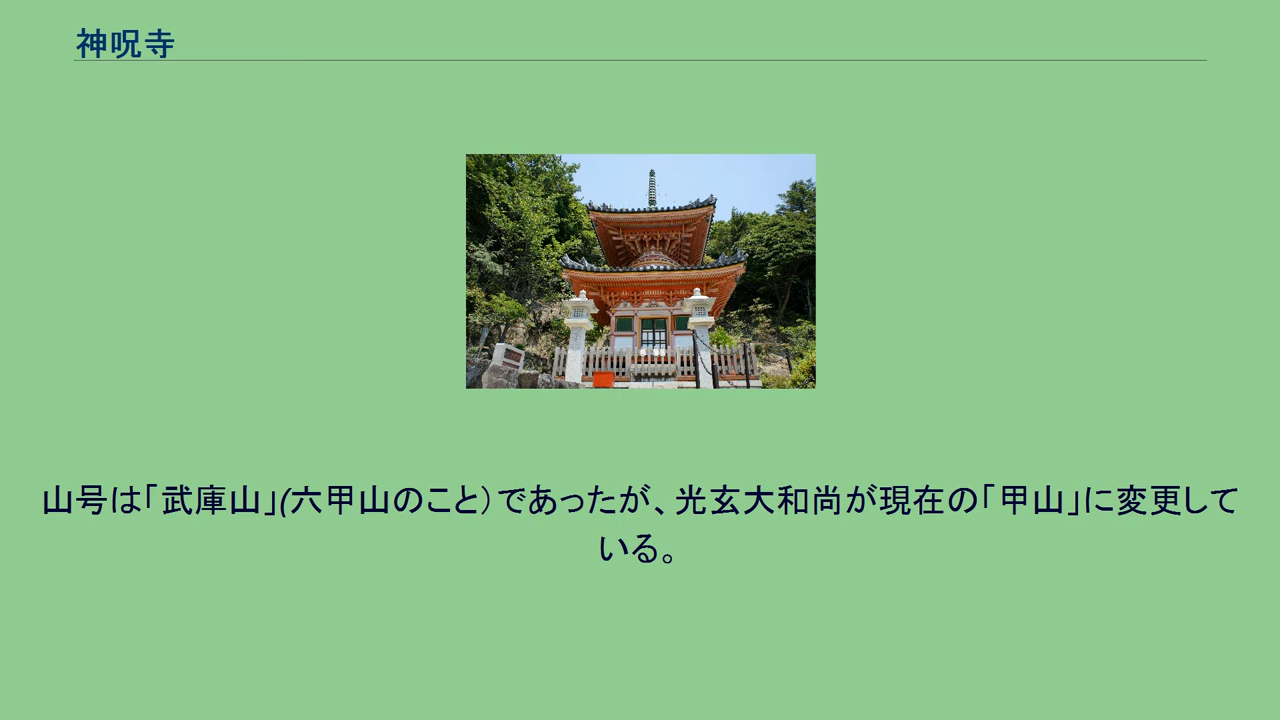 神呪寺
山号は「武庫山」(六甲山のこと）であったが、光玄大和尚が現在の「甲山」に変更して
いる。